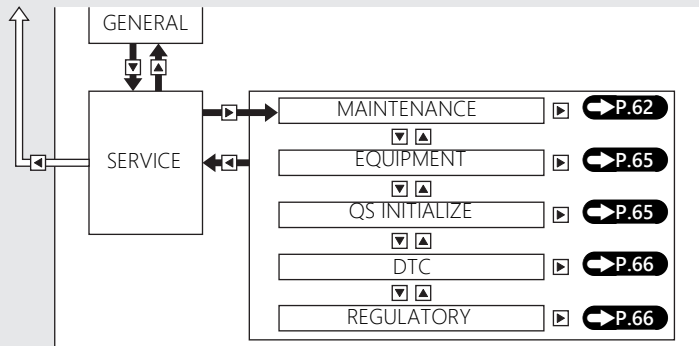 GENERAL
SERVICE
MAINTENANCE P.62
EQUIPMENT P.65
QS INITIALIZE P.65
DTC P.66
REGULATORY P.66